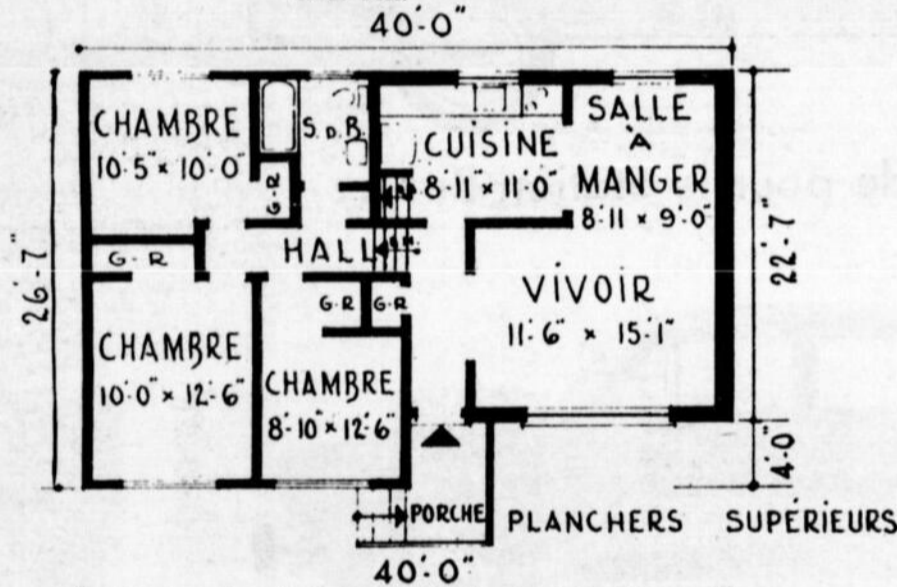 40'-0"
CHAMBRE
10'-5" x 10'-0"
S.D.B.
G-R
CUISINE
8'-11" x 11'-0"
SALLE
À
MANGER
8'-11 x 9'-0"
26'-7"
22'-7"
G-R
HALL
VIVOIR
11'-6" x 15'-1"
G-R
G-R
CHAMBRE
10'-0" x 12'-6"
CHAMBRE
8'-10" x 12'-6"
4'-0"
PORCHE
PLANCHERS SUPÉRIEURS
40'-0"